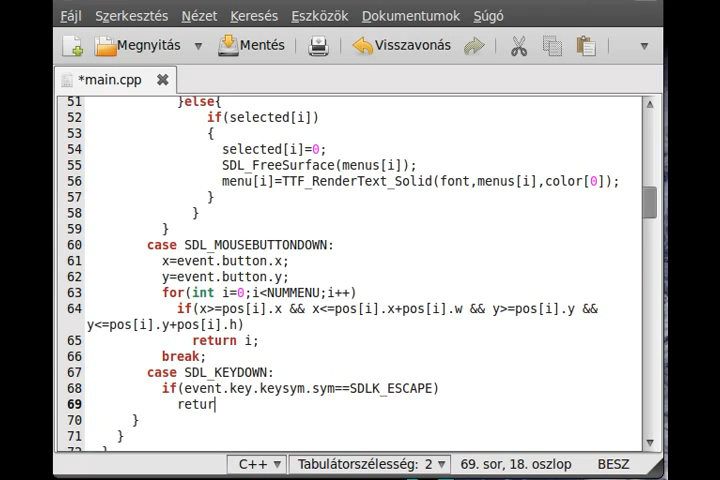 Fájl Szerkesztés Nézet Keresés Eszközök Dokumentumok Súgó
Megnyitás Mentés Visszavonás
*main.cpp
51 }else{
52 if(selected[i])
53 {
54 selected[i]=0;
55 SDL_FreeSurface(menus[i]);
56 menu[i]=TTF_RenderText_Solid(font,menus[i],color[0]);
57 }
58 }
59 }
60 case SDL_MOUSEBUTTONDOWN:
61 x=event.button.x;
62 y=event.button.y;
63 for(int i=0;i<NUMMENU;i++)
64 if(x>=pos[i].x && x<=pos[i].x+pos[i].w && y>=pos[i].y &&
y<=pos[i].y+pos[i].h)
65 return i;
66 break;
67 case SDL_KEYDOWN:
68 if(event.key.keysym.sym==SDLK_ESCAPE)
69 retur
70 }
71 }
72 }
C++ Tabulátorszélesség: 2 69. sor, 18. oszlop BESZ